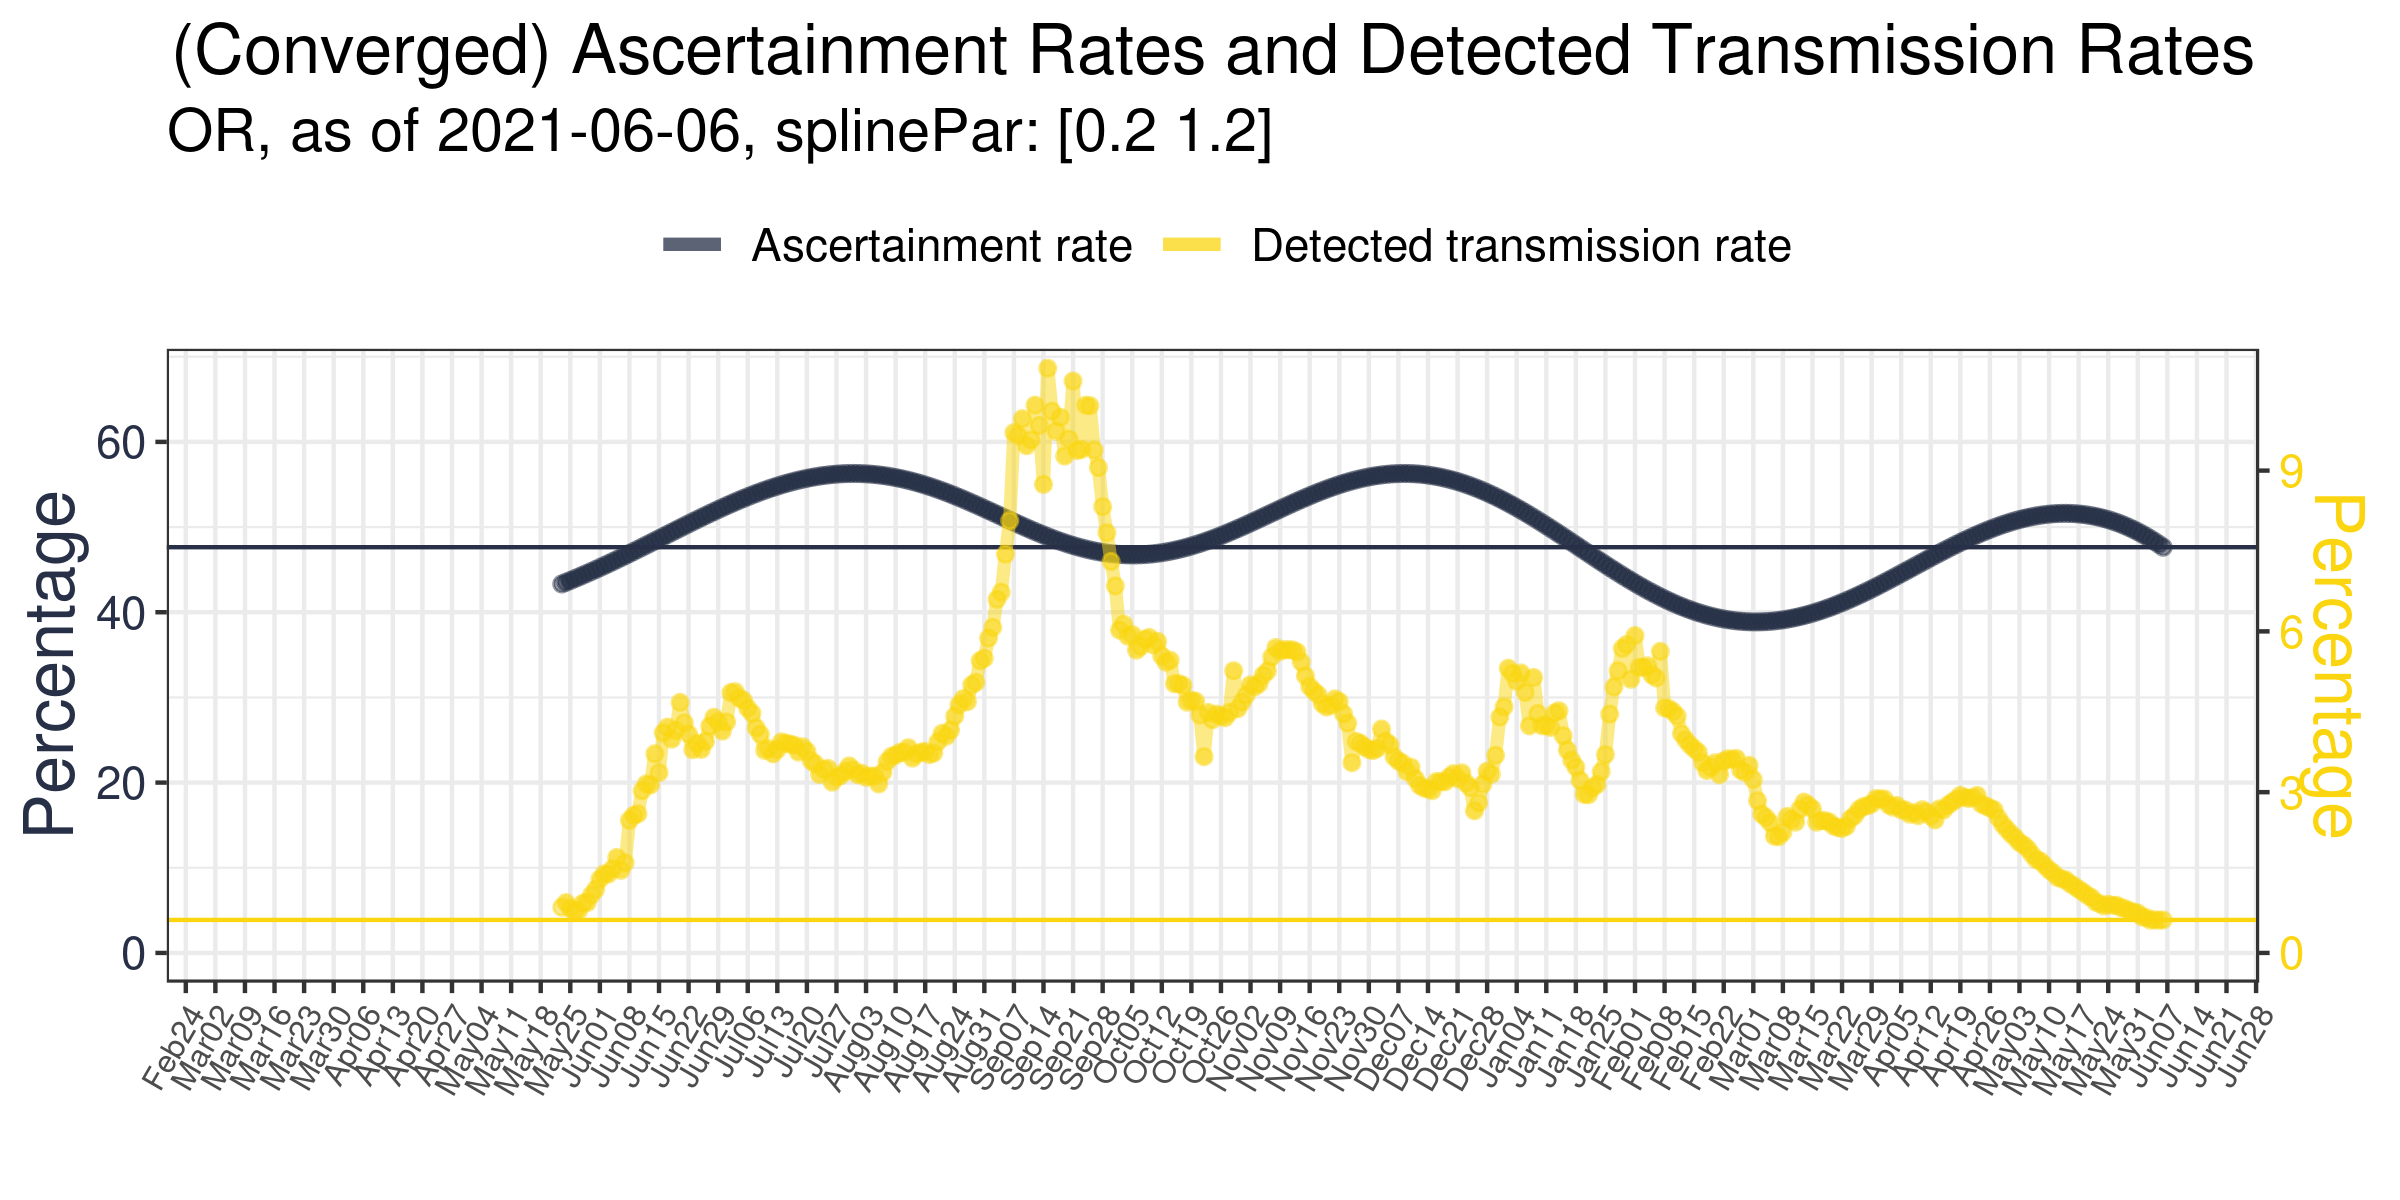 (Converged) Ascertainment Rates and Detected Transmission Rates
OR, as of 2021-06-06, splinePar: [0.2 1.2]
Ascertainment rate Detected transmission rate
Percentage
60
40
20
0
9
6
3
0
Percentage
Feb24 Mar02 Mar09 Mar16 Mar23 Mar30 Apr06 Apr13 Apr20 Apr27 May04 May11 May18 May25 Jun01 Jun08 Jun15 Jun22 Jun29 Jul06 Jul13 Jul20 Jul27 Aug03 Aug10 Aug17 Aug24 Aug31 Sep07 Sep14 Sep21 Sep28 Oct05 Oct12 Oct19 Oct26 Nov02 Nov09 Nov16 Nov23 Nov30 Dec07 Dec14 Dec21 Dec28 Jan04 Jan11 Jan18 Jan25 Feb01 Feb08 Feb15 Feb22 Mar01 Mar08 Mar15 Mar22 Mar29 Apr05 Apr12 Apr19 Apr26 May03 May10 May17 May24 May31 Jun07 Jun14 Jun21 Jun28